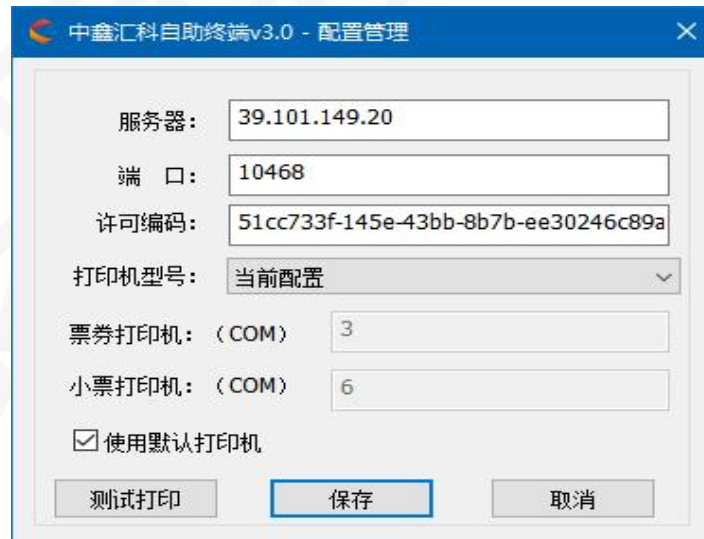 中鑫汇科自助终端v3.0 - 配置管理
服务器： 39.101.149.20
端 口： 10468
许可编码： 51cc733f-145e-43bb-8b7b-ee30246c89a
打印机型号： 当前配置
票券打印机：（COM） 3
小票打印机：（COM） 6
使用默认打印机
测试打印 保存 取消